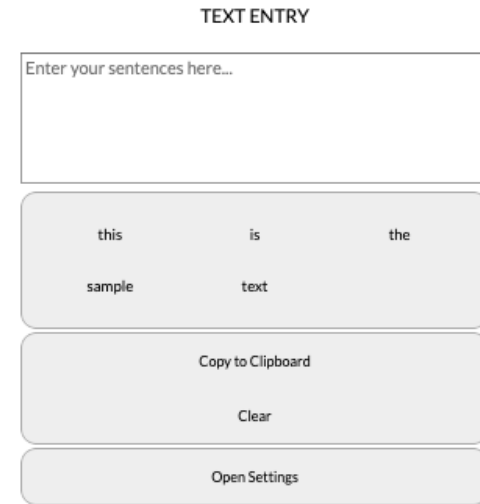 TEXT ENTRY
Enter your sentences here...
this is the
sample text
Copy to Clipboard
Clear
Open Settings